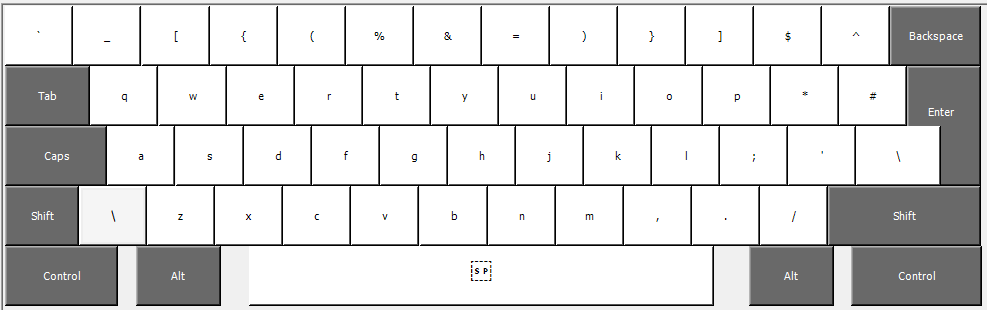 ` _ [ { ( % & = ) } ] $ ^ Backspace
Tab q w e r t y u i o p * # Enter
Caps a s d f g h j k l ; ' \
Shift \ z x c v b n m , . / Shift
Control Alt SP Alt Control